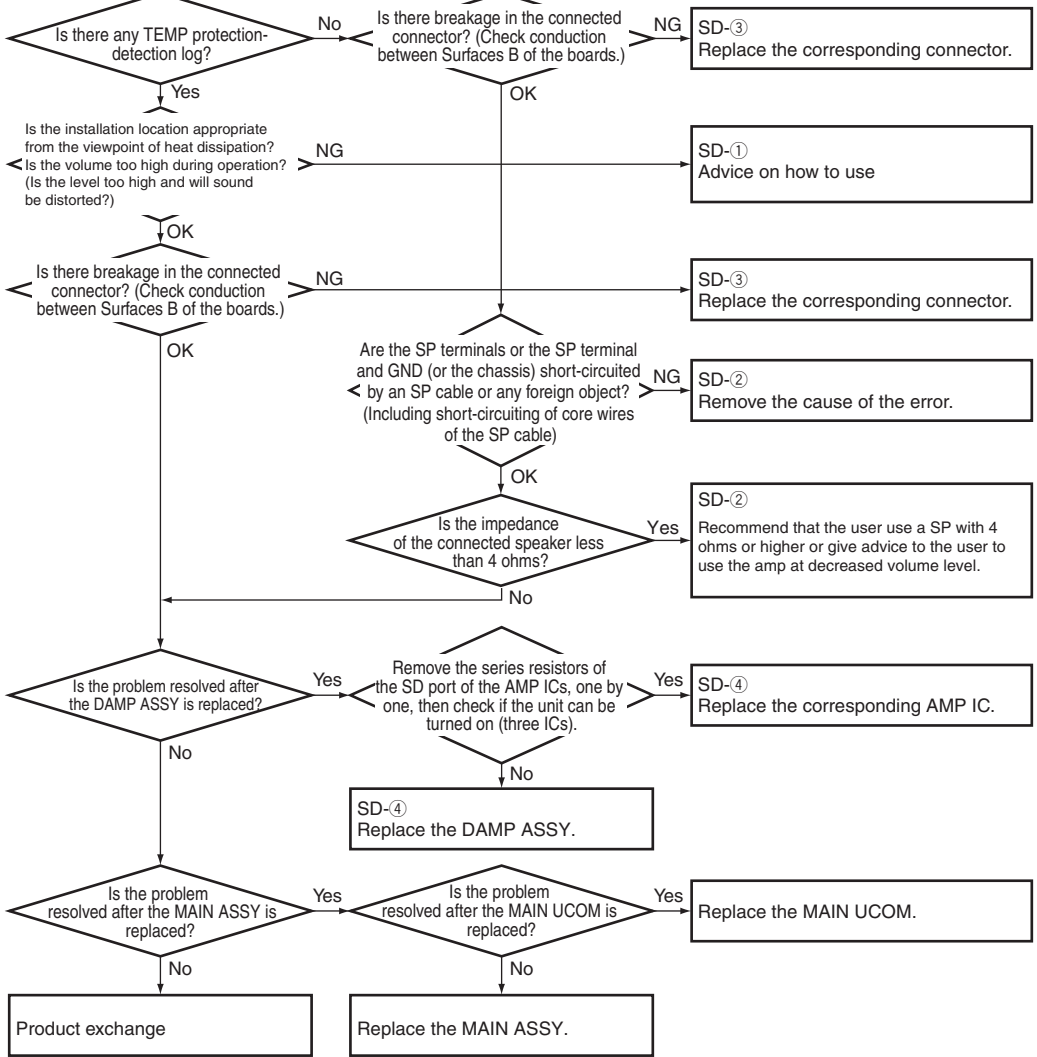 Is there any TEMP protection-
detection log?
No
Is there breakage in the connected
connector? (Check conduction
between Surfaces B of the boards.)
NG
SD-③
Replace the corresponding connector.
Yes
OK
Is the installation location appropriate
from the viewpoint of heat dissipation?
Is the volume too high during operation?
(Is the level too high and will sound
be distorted?)
NG
SD-①
Advice on how to use
OK
Is there breakage in the connected
connector? (Check conduction
between Surfaces B of the boards.)
NG
SD-③
Replace the corresponding connector.
OK
Are the SP terminals or the SP terminal
and GND (or the chassis) short-circuited
by an SP cable or any foreign object?
(Including short-circuiting of core wires
of the SP cable)
NG
SD-②
Remove the cause of the error.
OK
Is the impedance
of the connected speaker less
than 4 ohms?
Yes
SD-②
Recommend that the user use a SP with 4
ohms or higher or give advice to the user to
use the amp at decreased volume level.
No
Is the problem resolved after
the DAMP ASSY is replaced?
Yes
Remove the series resistors of
the SD port of the AMP ICs, one by
one, then check if the unit can be
turned on (three ICs).
Yes
SD-④
Replace the corresponding AMP IC.
No
No
SD-④
Replace the DAMP ASSY.
Is the problem
resolved after the MAIN ASSY is
replaced?
Yes
Is the problem
resolved after the MAIN UCOM is
replaced?
Yes
Replace the MAIN UCOM.
No
No
Product exchange
Replace the MAIN ASSY.